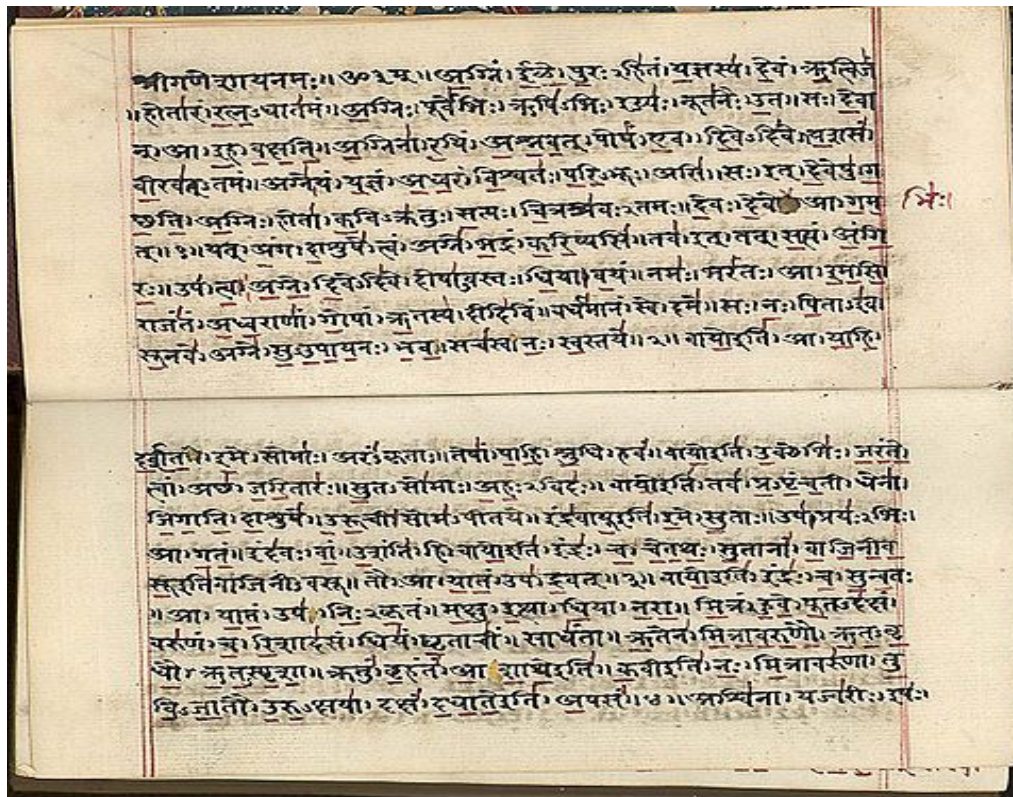 श्रीगणेशायनमः॥ॐ३म्॥अग्निं।ईळे।पुरःऽहितं।यज्ञस्य।देवं।ऋत्विजं
।होतारं।रत्नऽधातमं॥अग्निः।पूर्वेभिः।ऋषिऽभिः।ईड्यः।नूतनैः।उत॥सः।देवा
न्।आ।इह।वक्षति॥अग्निना।रयिं।अश्नवत्।पोषं।एव।दिवेऽदिवे।यशसं
वीरवत्ऽतमं॥अग्नेयं।यज्ञं।अध्वरं।विश्वतः।परिऽभूः।असि॥सः।इत्।देवेषु।ग
छति।अग्निः।होता।कविऽक्रतुः।सत्यः।चित्रश्रवःऽतमः॥देवः।देवे।आ।गम
त्॥१॥यत्।अंग।दाशुषे।त्वं।अग्ने।भद्रं।करिष्यसि॥तव।इत्।तत्।सत्यं।अंगि
भिः।
रः॥उप।त्वा।अग्ने।दिवेऽदिवे।दोषाऽवस्तः।धिया।वयं॥नमः।भरंतः।आ।इमसि
राजंतं।अध्वराणां।गोपां।ऋतस्य।दीदिविं॥वर्धमानं।स्वे।दमे॥सः।नः।पिताऽइव
सूनवे।अग्ने।सुऽउपायनः।भव॥सचस्व।नः।स्वस्तये॥२॥वायोइति।आ।याहि।
दर्शत।इमे।सोमाः।अरंऽकृताः॥तेषां।पाहि।श्रुधि।हवं॥वायोइति।उक्थेभिः।जरंते।
त्वां।अछ।जरितारः॥सुतऽसोमाः।अहःऽविदः॥वायोइति।तव।प्रऽपृंचती।धेना।
जिगाति।दाशुषे॥उरूची।सोमऽपीतये॥इंद्रवायूइति।इमे।सुताः॥उप।प्रयःऽभिः।
आ।गतं॥इंदवः।वां।उशंति।हि॥वायोइति।इंद्रः।च।चेतथः।सुतानां।वाजिनीव
सूइतिवाजिनीऽवसू॥तौ।आ।यातं।उप।द्रवत्॥३॥वायोइति।इंद्रः।च।सुन्वतः
॥आ।यातं।उप।निःऽकृतं॥मक्षु।इत्था।धिया।नरा॥मित्रं।हुवे।पूतऽदक्षं।
वरुणं।च।रिशादसं॥धियं।घृताचीं।साधंता॥ऋतेन।मित्रावरुणौ।ऋतऽवृ
धौ।ऋतऽस्पृशा॥क्रतुं।बृहंतं।आशाथेइति॥कवीइति।नः।मित्रावरुणा।तु
विऽजातौ।उरुऽक्षया॥दक्षं।दधातेइति।अपसं॥४॥अश्विना।यज्वरीः।इषः।